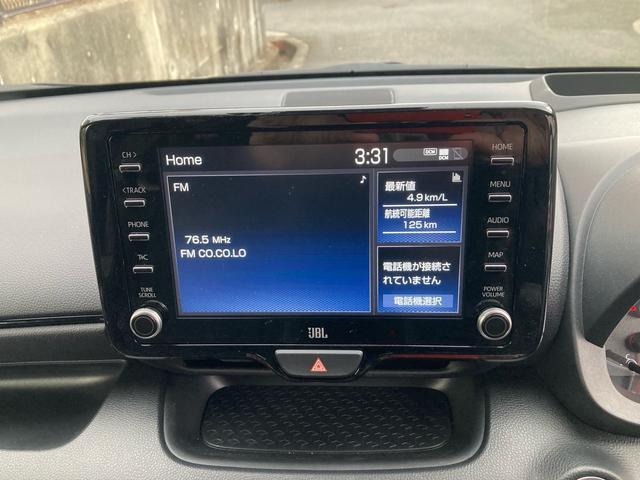 CH >
< TRACK
PHONE
TUNE
SCROLL
Home
3:31
DCM
DCM
FM
76.5 MHz
FM CO.CO.LO
最新値
4.9 km/L
航続可能距離
125 km
電話機が接続さ
れていません
電話機選択
HOME
MENU
AUDIO
MAP
POWER
VOLUME
JBL